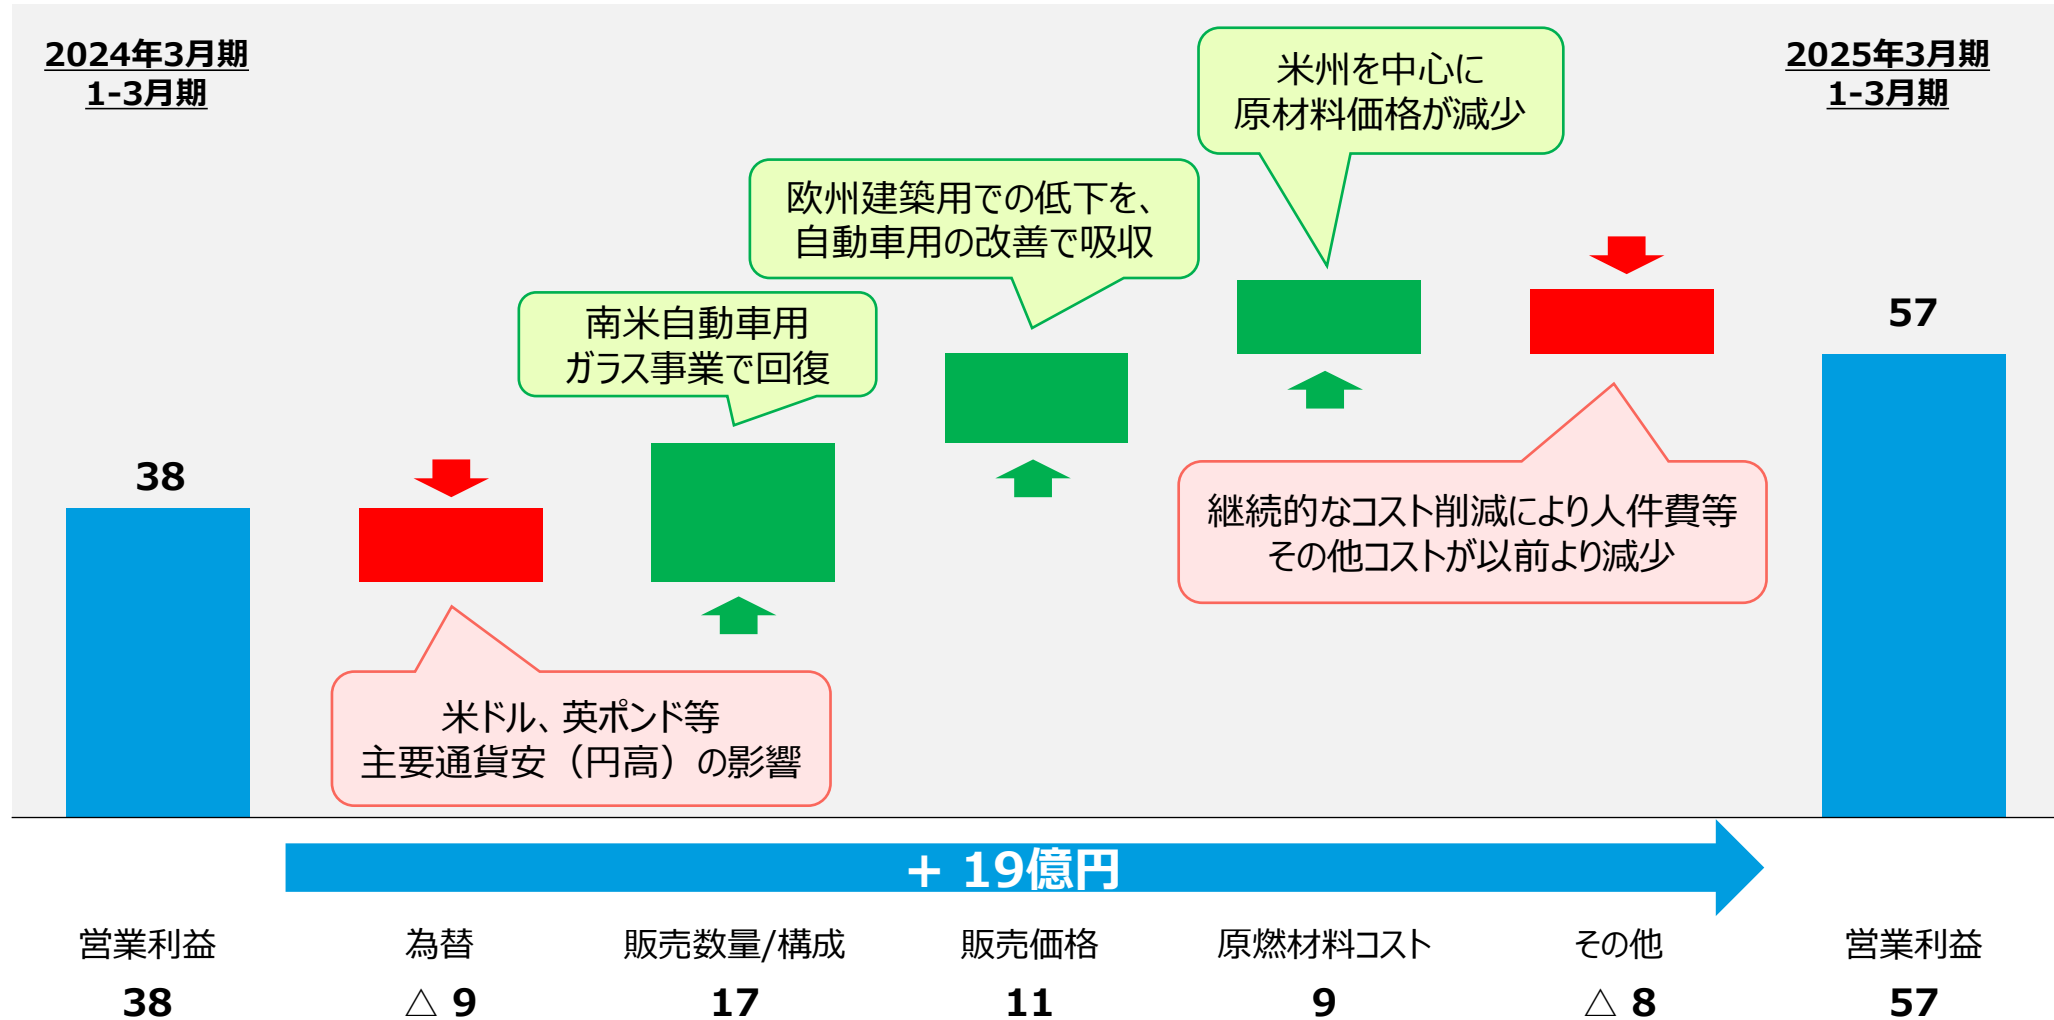 2024年3月期
1-3月期
2025年3月期
1-3月期
米州を中心に
原材料価格が減少
欧州建築用での低下を、
自動車用の改善で吸収
南米自動車用
ガラス事業で回復
57
38
継続的なコスト削減により人件費等
その他コストが以前より減少
米ドル、英ポンド等
主要通貨安（円高）の影響
+ 19億円
営業利益 為替 販売数量/構成 販売価格 原燃材料コスト その他 営業利益
38 △ 9 17 11 9 △ 8 57